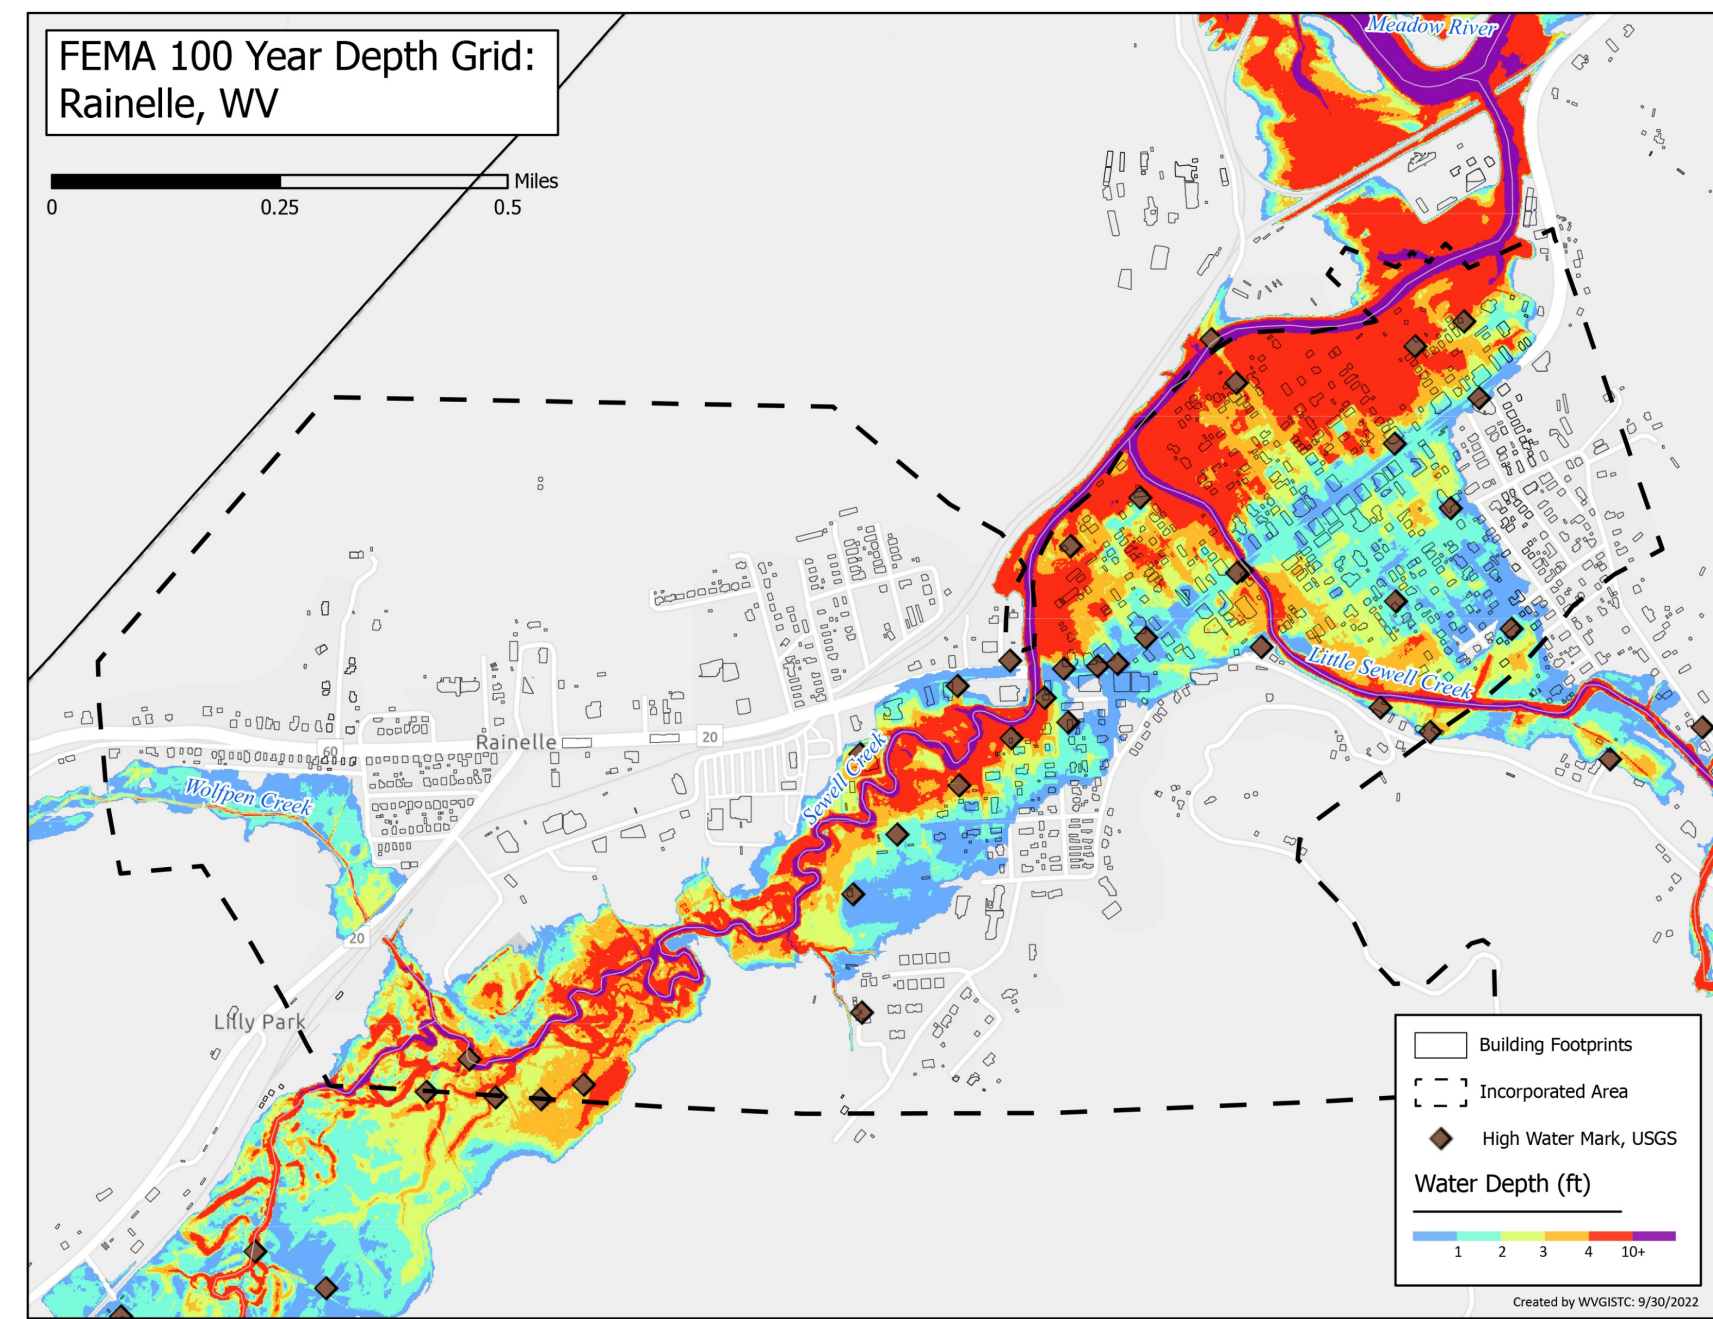 FEMA 100 Year Depth Grid:
Rainelle, WV
Miles
0 0.25 0.5
Meadow River
Little Sewell Creek
Sewell Creek
Rainelle
20
60
Wolfpen Creek
20
Lilly Park
Building Footprints
Incorporated Area
High Water Mark, USGS
Water Depth (ft)
1 2 3 4 10+
Created by WVGISTC: 9/30/2022